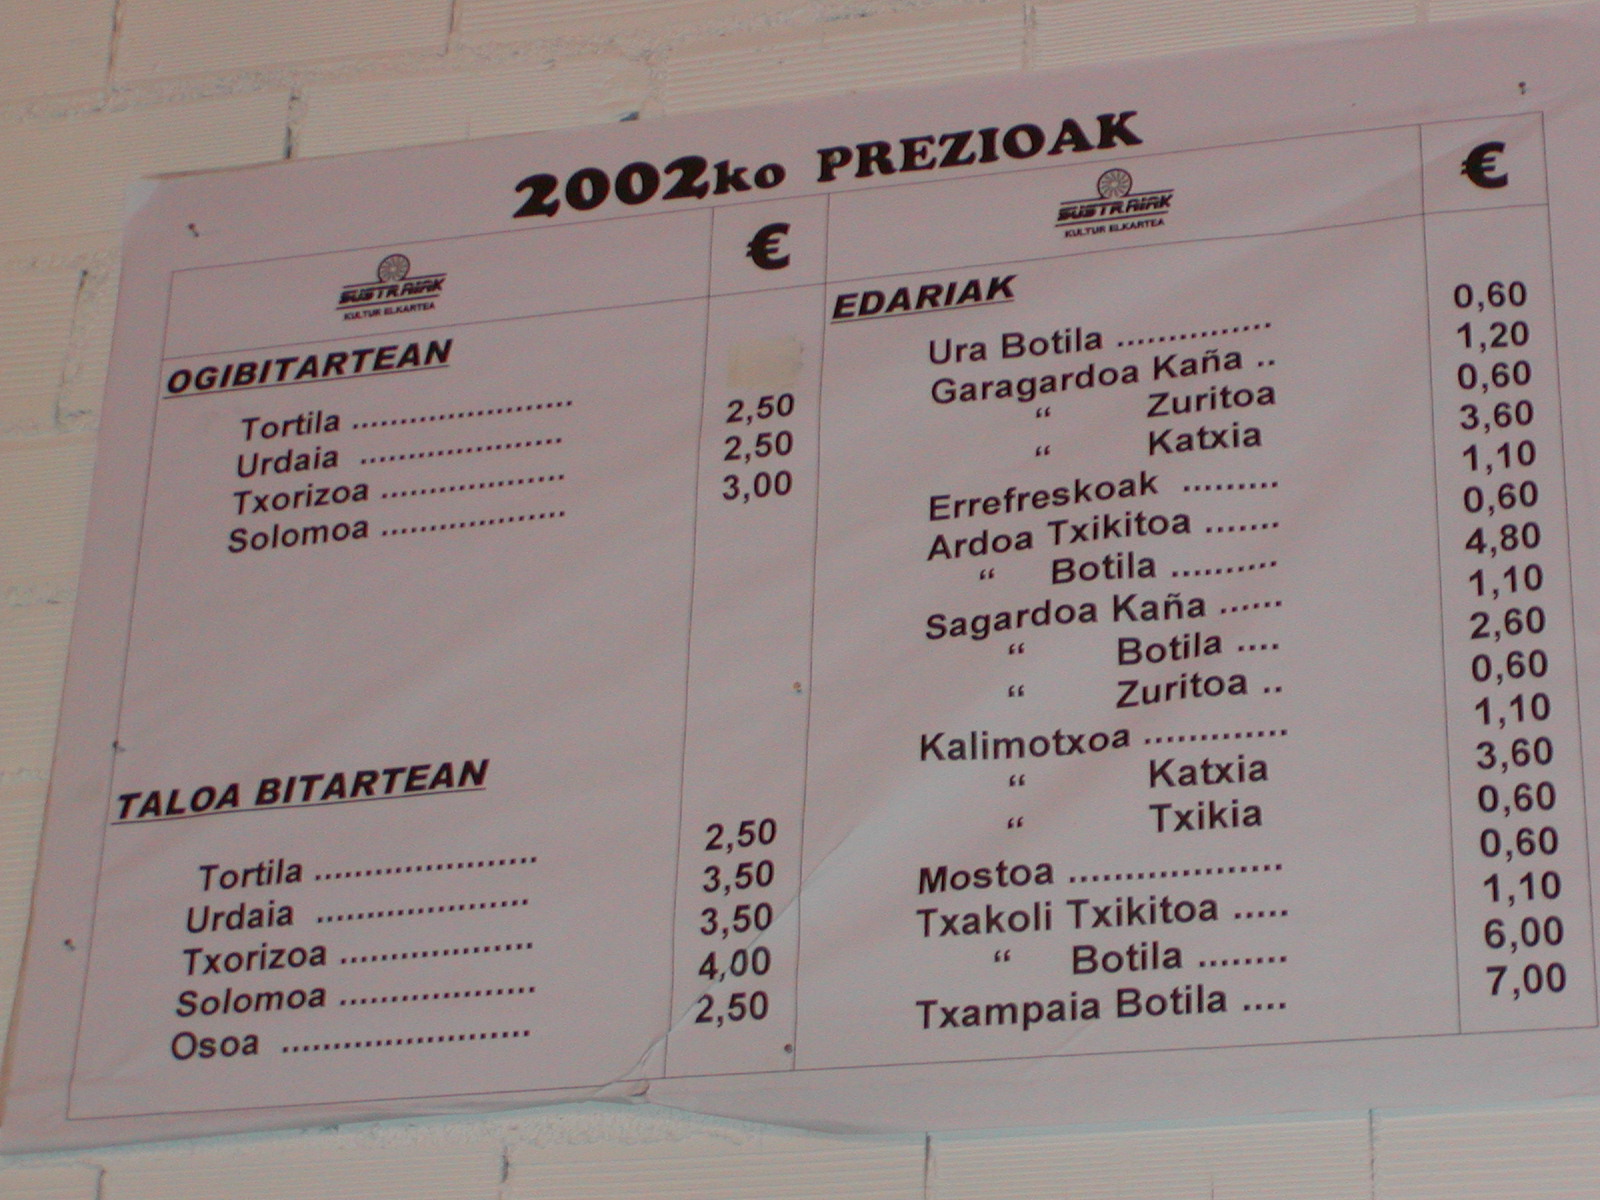 2002ko PREZIOAK
SUSTRAIAK
KULTUR ELKARTEA
€
OGIBITARTEAN
Tortila ......................
Urdaia .................... 2,50
Txorizoa .................. 2,50
Solomoa .................. 3,00
TALOA BITARTEAN
Tortila ...................... 2,50
Urdaia ..................... 3,50
Txorizoa ................... 3,50
Solomoa ................... 4,00
Osoa ........................ 2,50
SUSTRAIAK
KULTUR ELKARTEA
€
EDARIAK
Ura Botila ............... 0,60
Garagardoa Kaña .. 1,20
“ Zuritoa 0,60
“ Katxia 3,60
Errefreskoak ......... 1,10
Ardoa Txikitoa ....... 0,60
“ Botila .......... 4,80
Sagardoa Kaña ...... 1,10
“ Botila .... 2,60
“ Zuritoa .. 0,60
Kalimotxoa ............. 1,10
“ Katxia 3,60
“ Txikia 0,60
Mostoa ................... 0,60
Txakoli Txikitoa ..... 1,10
“ Botila ........ 6,00
Txampaia Botila .... 7,00